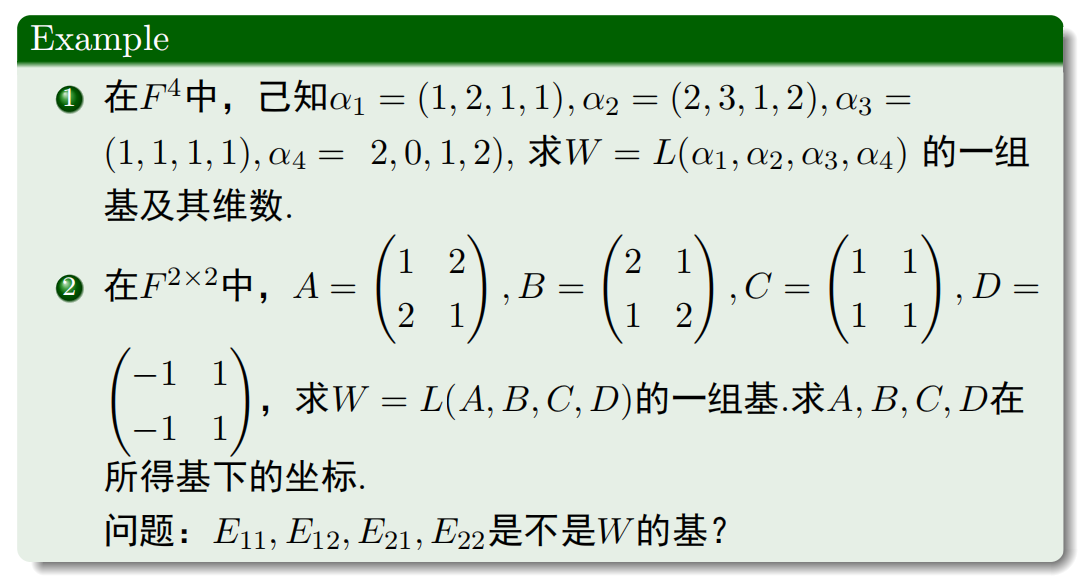 Example
1 在$F^4$中，己知$\alpha_1 = (1, 2, 1, 1), \alpha_2 = (2, 3, 1, 2), \alpha_3 =$
$(1, 1, 1, 1), \alpha_4 = \ 2, 0, 1, 2)$, 求$W = L(\alpha_1, \alpha_2, \alpha_3, \alpha_4)$ 的一组
基及其维数.
2 在$F^{2\times 2}$中，$A = \begin{pmatrix} 1 & 2 \\ 2 & 1 \end{pmatrix}, B = \begin{pmatrix} 2 & 1 \\ 1 & 2 \end{pmatrix}, C = \begin{pmatrix} 1 & 1 \\ 1 & 1 \end{pmatrix}, D =$
$\begin{pmatrix} -1 & 1 \\ -1 & 1 \end{pmatrix}$，求$W = L(A, B, C, D)$的一组基.求$A, B, C, D$在
所得基下的坐标.
问题：$E_{11}, E_{12}, E_{21}, E_{22}$是不是$W$的基?